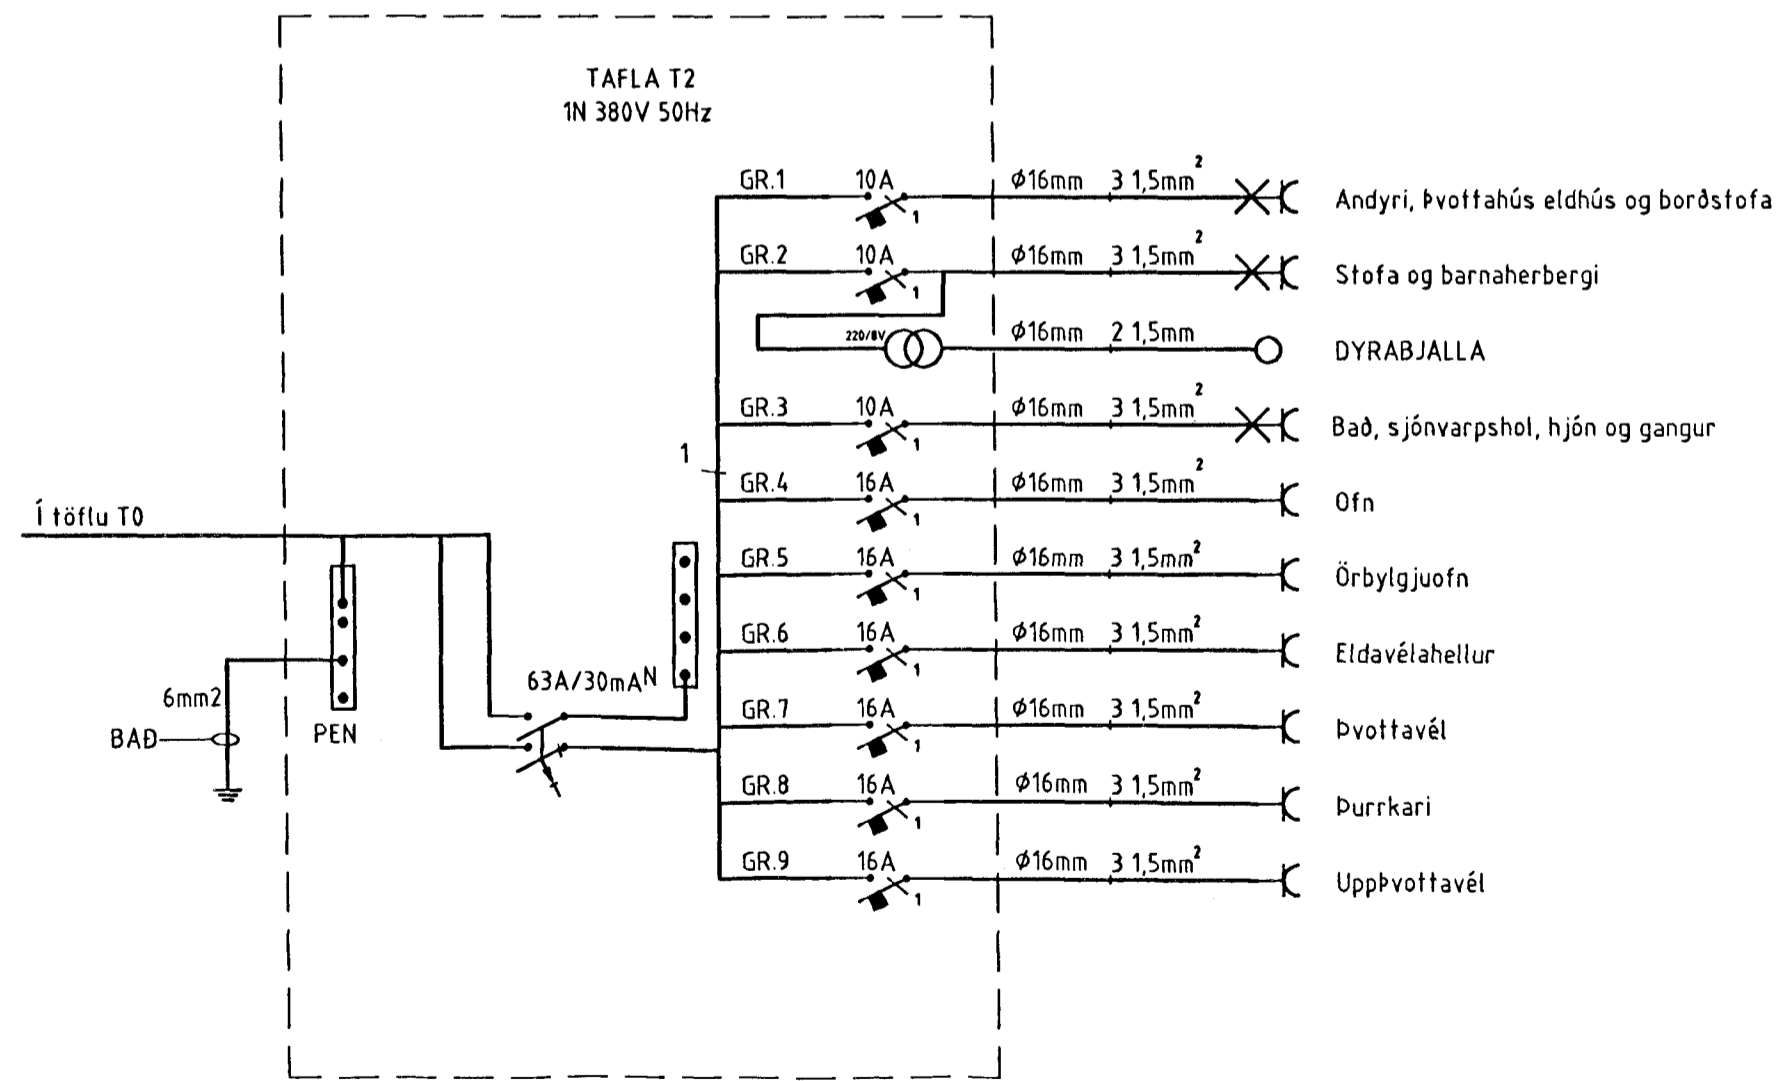 TAFLA T2
1N 380V 50Hz
GR.1 10A 1 Ø16mm 3 1,5mm² Andyri, Þvottahús eldhús og borðstofa
GR.2 10A 1 Ø16mm 3 1,5mm² Stofa og barnaherbergi
220/8V Ø16mm 2 1,5mm DYRABJALLA
GR.3 10A 1 Ø16mm 3 1,5mm² Bað, sjónvarpshol, hjón og gangur
1
GR.4 16A 1 Ø16mm 3 1,5mm² Ofn
Í töflu T0
GR.5 16A 1 Ø16mm 3 1,5mm² Örbylgjuofn
GR.6 16A 1 Ø16mm 3 1,5mm² Eldavélahellur
63A/30mA N
6mm2
GR.7 16A 1 Ø16mm 3 1,5mm² Þvottavél
BAÐ
PEN
GR.8 16A 1 Ø16mm 3 1,5mm² Þurrkari
GR.9 16A 1 Ø16mm 3 1,5mm² UppÞvottavél